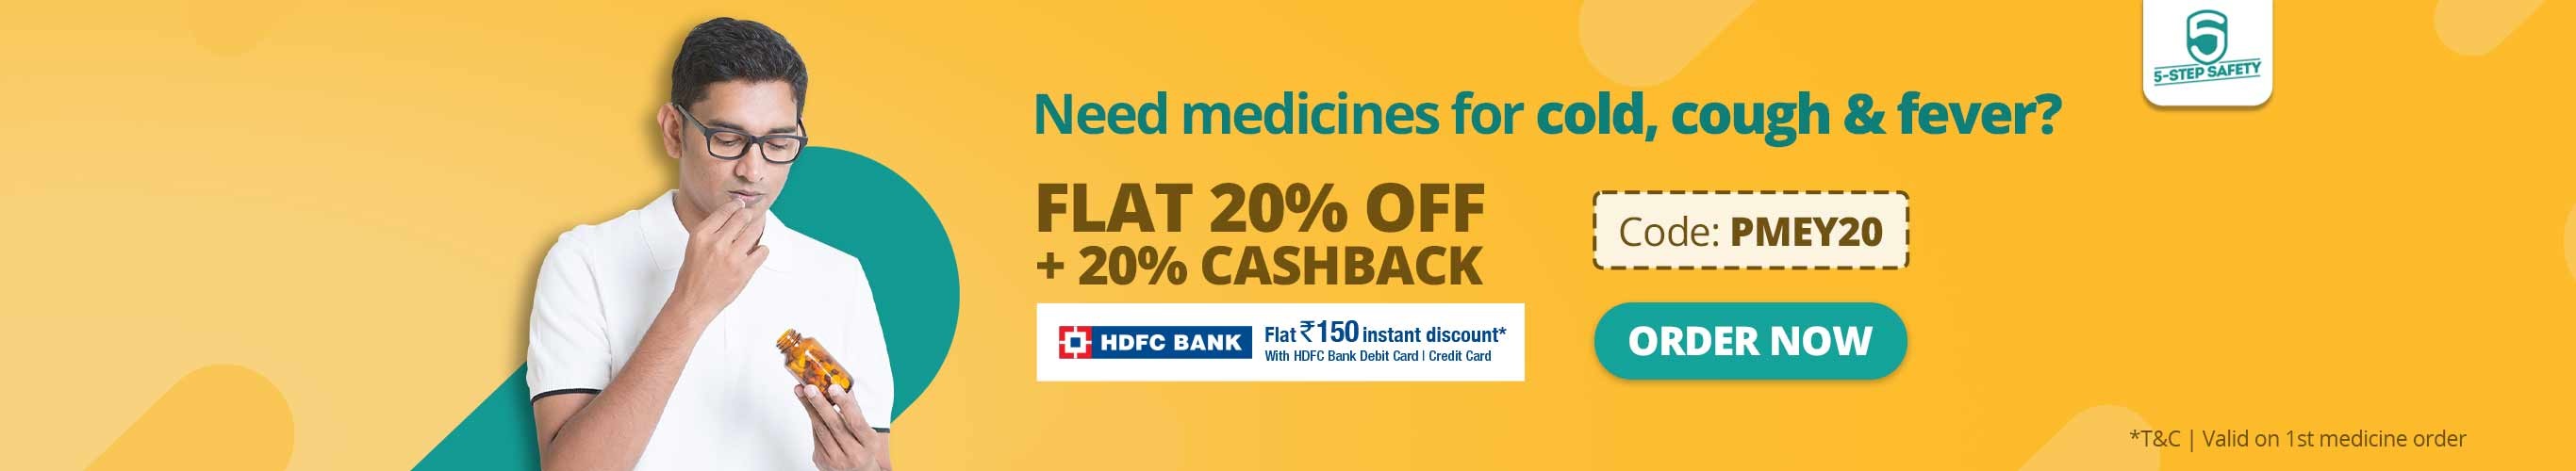 5
5-STEP SAFETY
Need medicines for cold, cough & fever?
FLAT 20% OFF
+ 20% CASHBACK
Code: PMEY20
HDFC BANK
Flat ₹150 instant discount*
With HDFC Bank Debit Card | Credit Card
ORDER NOW
*T&C | Valid on 1st medicine order